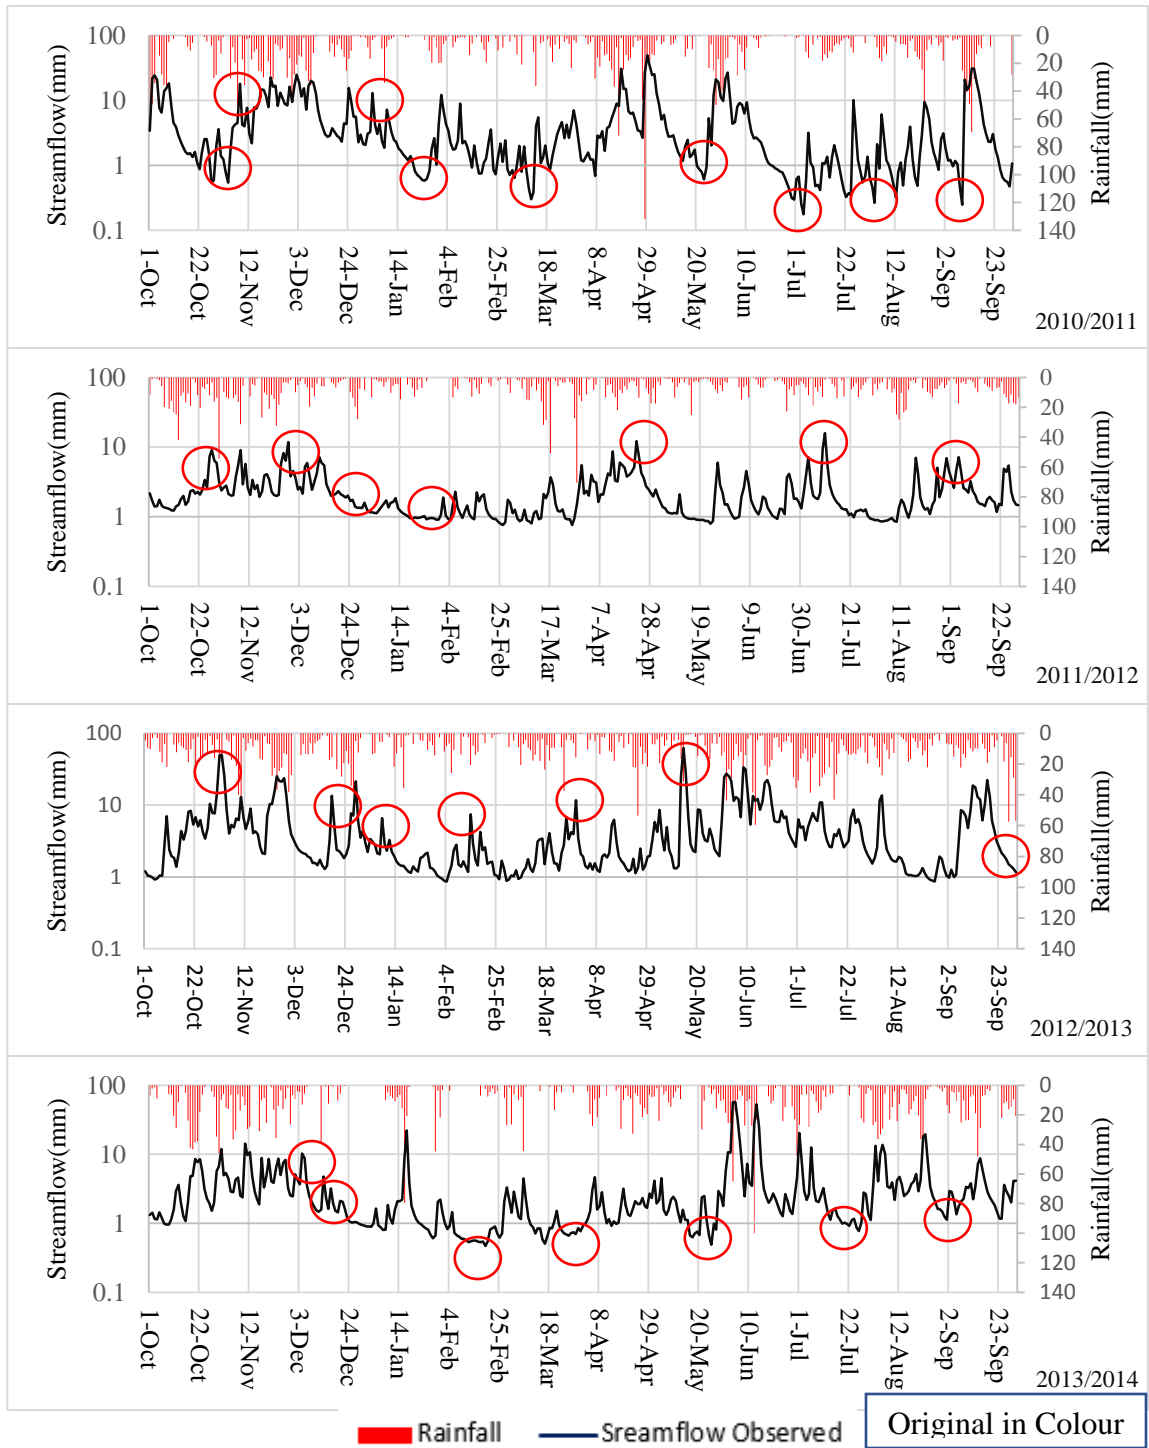 Streamflow(mm)
100
10
1
0.1
0
20
40
60
80
100
120
140
Rainfall(mm)
1-Oct
22-Oct
12-Nov
3-Dec
24-Dec
14-Jan
4-Feb
25-Feb
18-Mar
8-Apr
29-Apr
20-May
10-Jun
1-Jul
22-Jul
12-Aug
2-Sep
23-Sep
2010/2011
Streamflow(mm)
100
10
1
0.1
0
20
40
60
80
100
120
140
Rainfall(mm)
1-Oct
22-Oct
12-Nov
3-Dec
24-Dec
14-Jan
4-Feb
25-Feb
17-Mar
7-Apr
28-Apr
19-May
9-Jun
30-Jun
21-Jul
11-Aug
1-Sep
22-Sep
2011/2012
Streamflow(mm)
100
10
1
0.1
0
20
40
60
80
100
120
140
Rainfall(mm)
1-Oct
22-Oct
12-Nov
3-Dec
24-Dec
14-Jan
4-Feb
25-Feb
18-Mar
8-Apr
29-Apr
20-May
10-Jun
1-Jul
22-Jul
12-Aug
2-Sep
23-Sep
2012/2013
Streamflow(mm)
100
10
1
0.1
0
20
40
60
80
100
120
140
Rainfall(mm)
1-Oct
22-Oct
12-Nov
3-Dec
24-Dec
14-Jan
4-Feb
25-Feb
18-Mar
8-Apr
29-Apr
20-May
10-Jun
1-Jul
22-Jul
12-Aug
2-Sep
23-Sep
2013/2014
Rainfall
Sreamflow Observed
Original in Colour